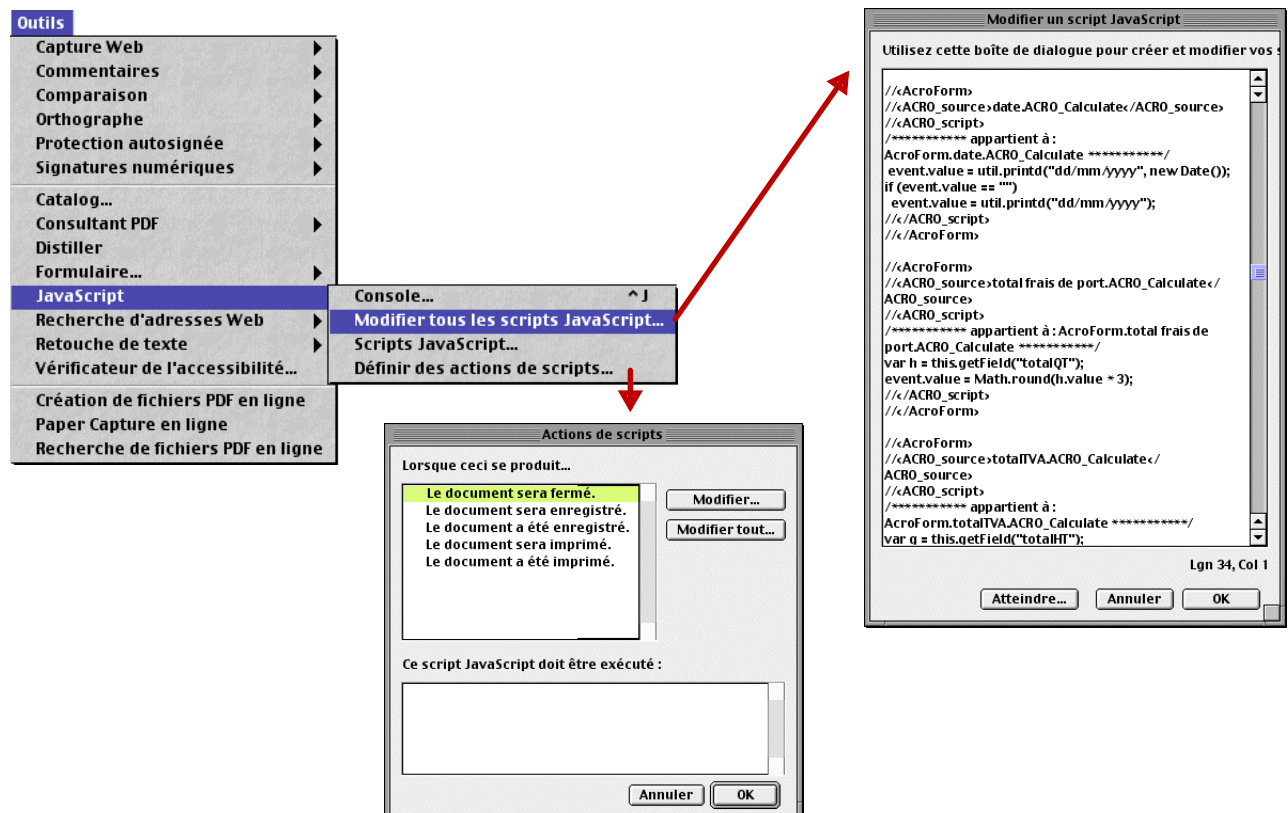 Outils
Capture Web
Commentaires
Comparaison
Orthographe
Protection autosignée
Signatures numériques
Catalog...
Consultant PDF
Distiller
Formulaire...
JavaScript
Recherche d'adresses Web
Retouche de texte
Vérificateur de l'accessibilité...
Création de fichiers PDF en ligne
Paper Capture en ligne
Recherche de fichiers PDF en ligne
Console... ^J
Modifier tous les scripts JavaScript...
Scripts JavaScript...
Définir des actions de scripts...
Actions de scripts
Lorsque ceci se produit...
Le document sera fermé.
Le document sera enregistré.
Le document a été enregistré.
Le document sera imprimé.
Le document a été imprimé.
Modifier...
Modifier tout...
Ce script JavaScript doit être exécuté :
Annuler OK
Modifier un script JavaScript
Utilisez cette boîte de dialogue pour créer et modifier vos s
//<AcroForm>
//<ACRO_source>date.ACRO_Calculate</ACRO_source>
//<ACRO_script>
/*********** appartient à :
AcroForm.date.ACRO_Calculate ***********/
event.value = util.printd("dd/mm/yyyy", new Date());
if (event.value == "")
event.value = util.printd("dd/mm/yyyy");
//</ACRO_script>
//</AcroForm>
//<AcroForm>
//<ACRO_source>total frais de port.ACRO_Calculate</
ACRO_source>
//<ACRO_script>
/*********** appartient à : AcroForm.total frais de
port.ACRO_Calculate ***********/
var h = this.getField("totalQT");
event.value = Math.round(h.value * 3);
//</ACRO_script>
//</AcroForm>
//<AcroForm>
//<ACRO_source>totalTVA.ACRO_Calculate</
ACRO_source>
//<ACRO_script>
/*********** appartient à :
AcroForm.totalTVA.ACRO_Calculate ***********/
var g = this.getField("totalHT");
Lgn 34, Col 1
Atteindre... Annuler OK